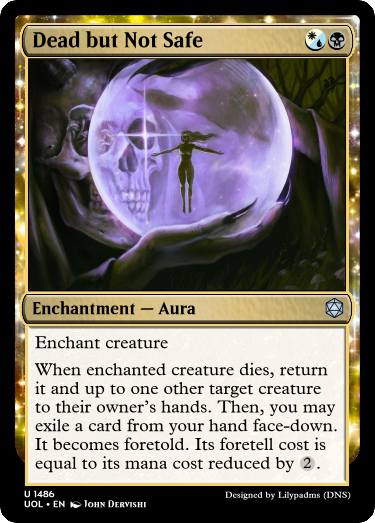 Dead but Not Safe
Enchantment — Aura
Enchant creature
When enchanted creature dies, return
it and up to one other target creature
to their owner's hands. Then, you may
exile a card from your hand face-down.
It becomes foretold. Its foretell cost is
equal to its mana cost reduced by 2.
U 1486
UOL • EN John Dervishi
Designed by Lilypadms (DNS)